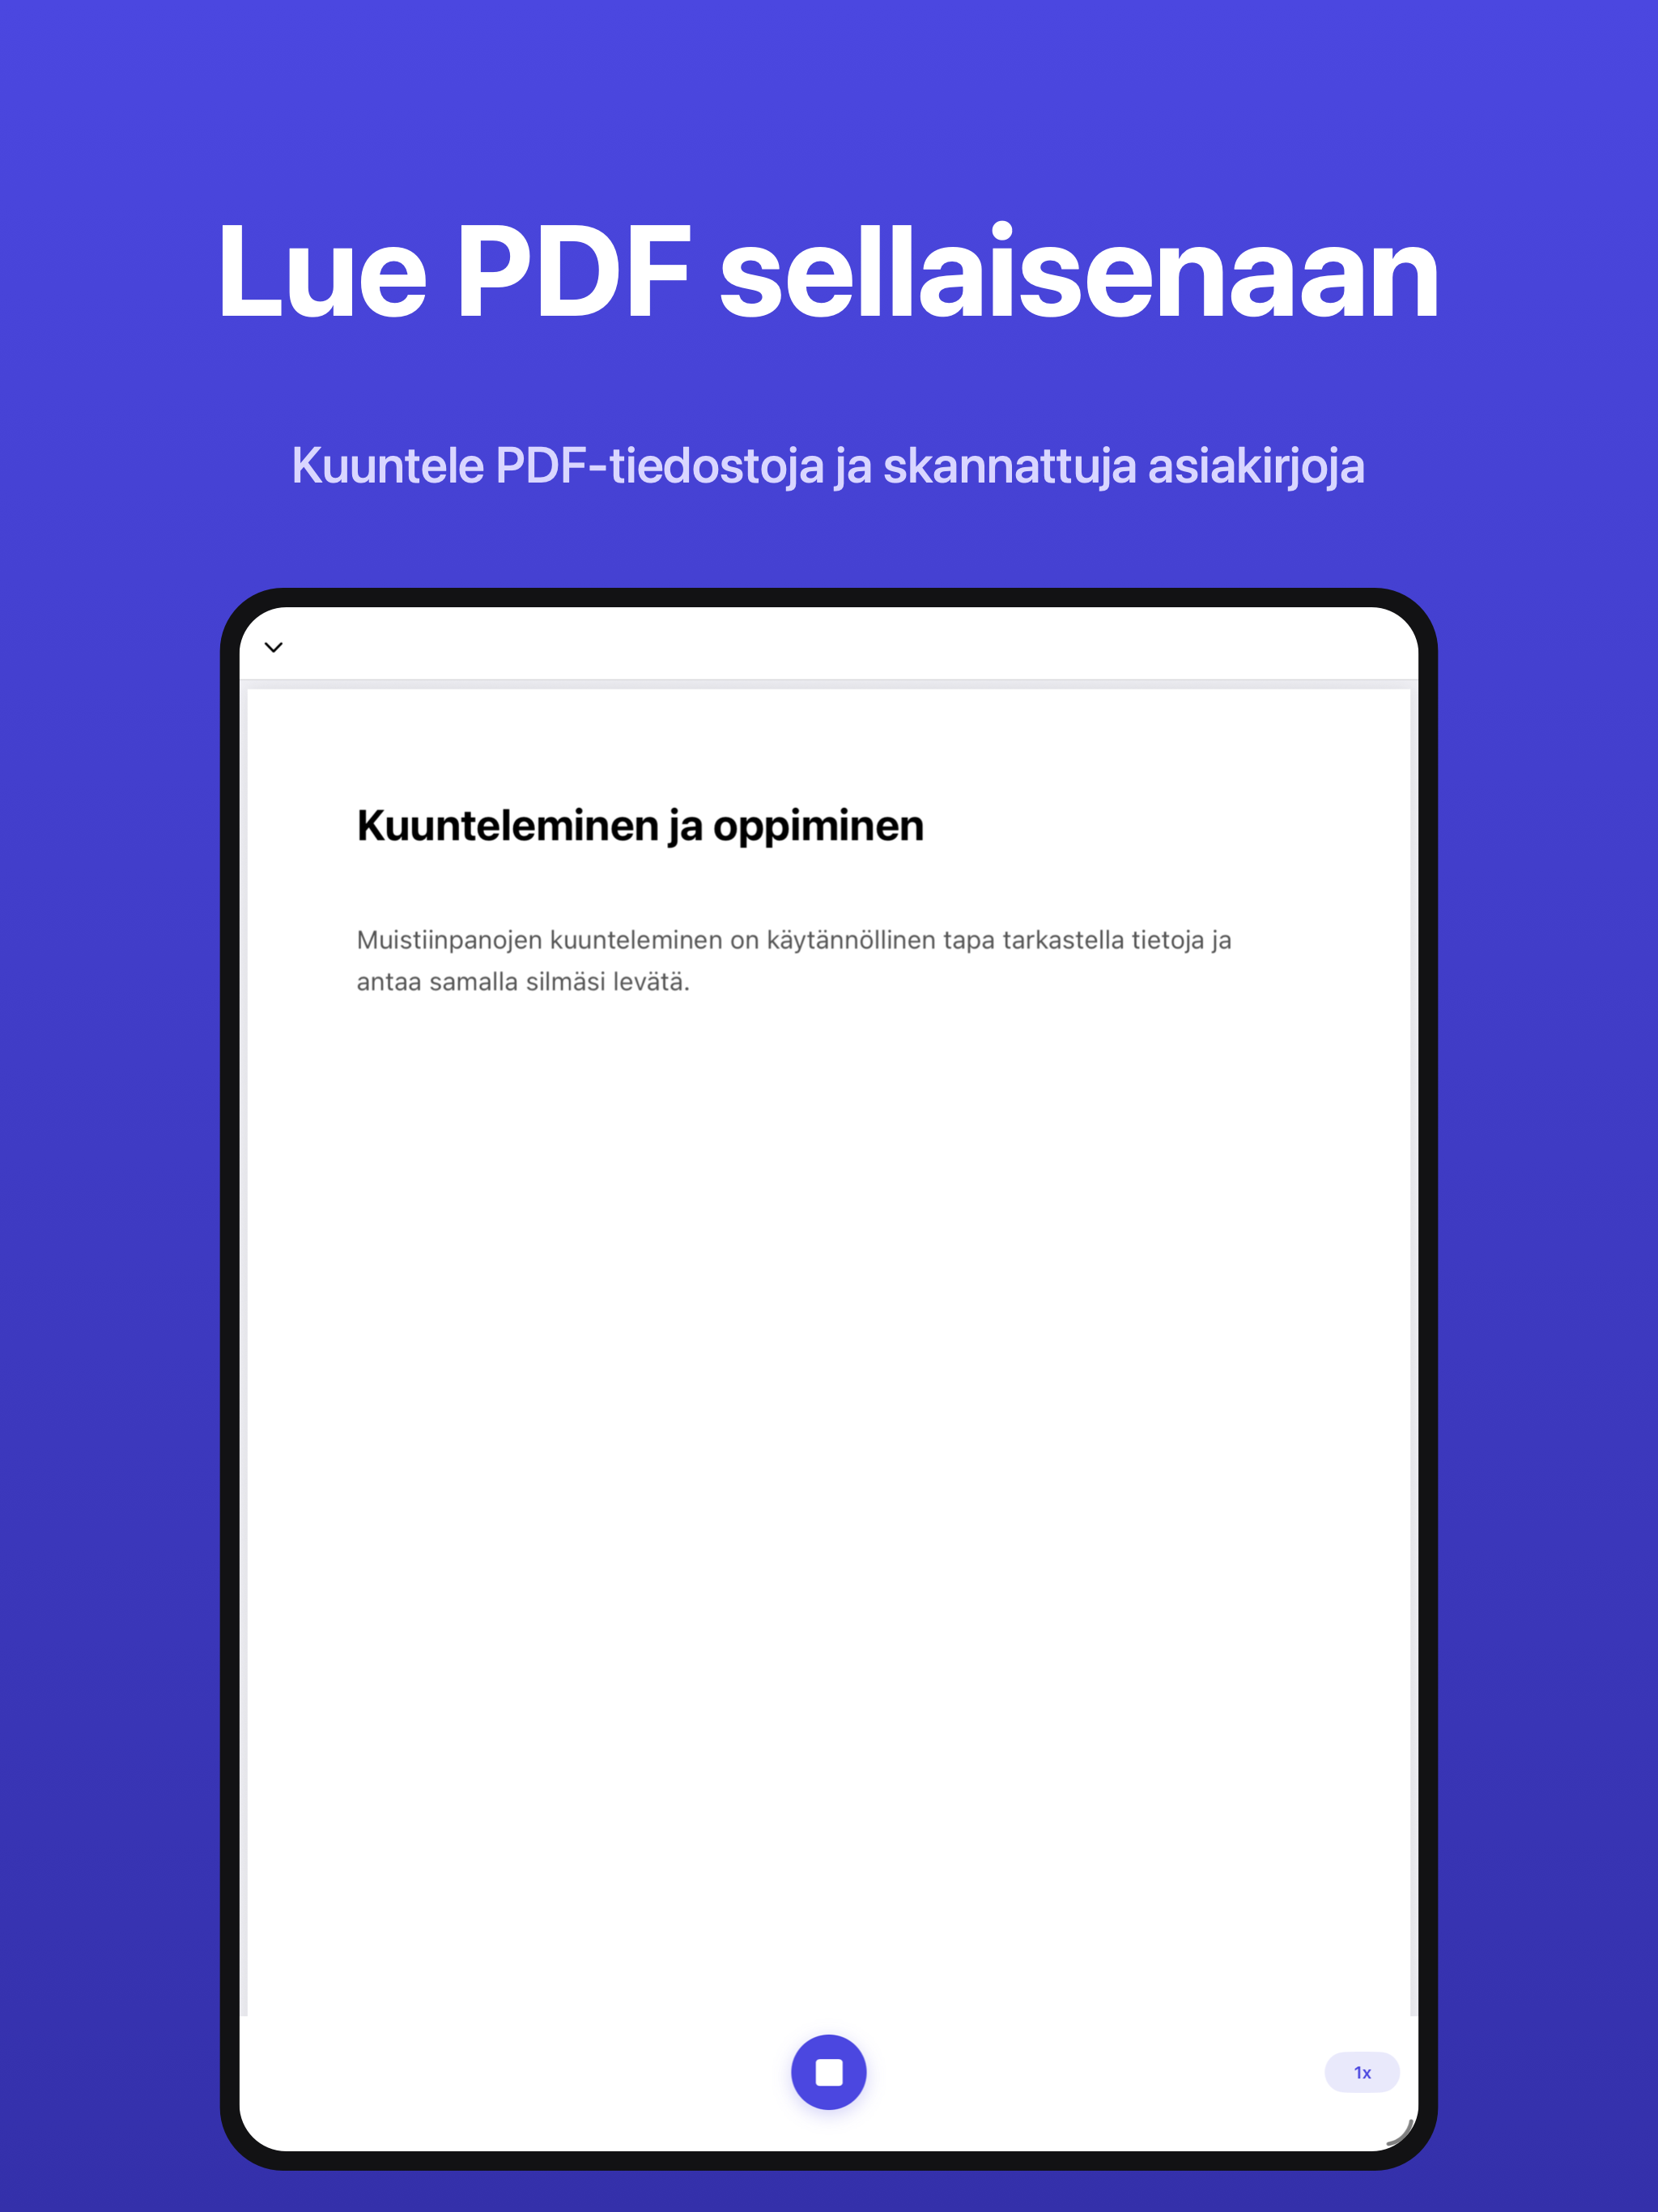 Lue PDF sellaisenaan
Kuuntele PDF-tiedostoja ja skannattuja asiakirjoja
Kuunteleminen ja oppiminen
Muistiinpanojen kuunteleminen on käytännöllinen tapa tarkastella tietoja ja
antaa samalla silmäsi levätä.
1x